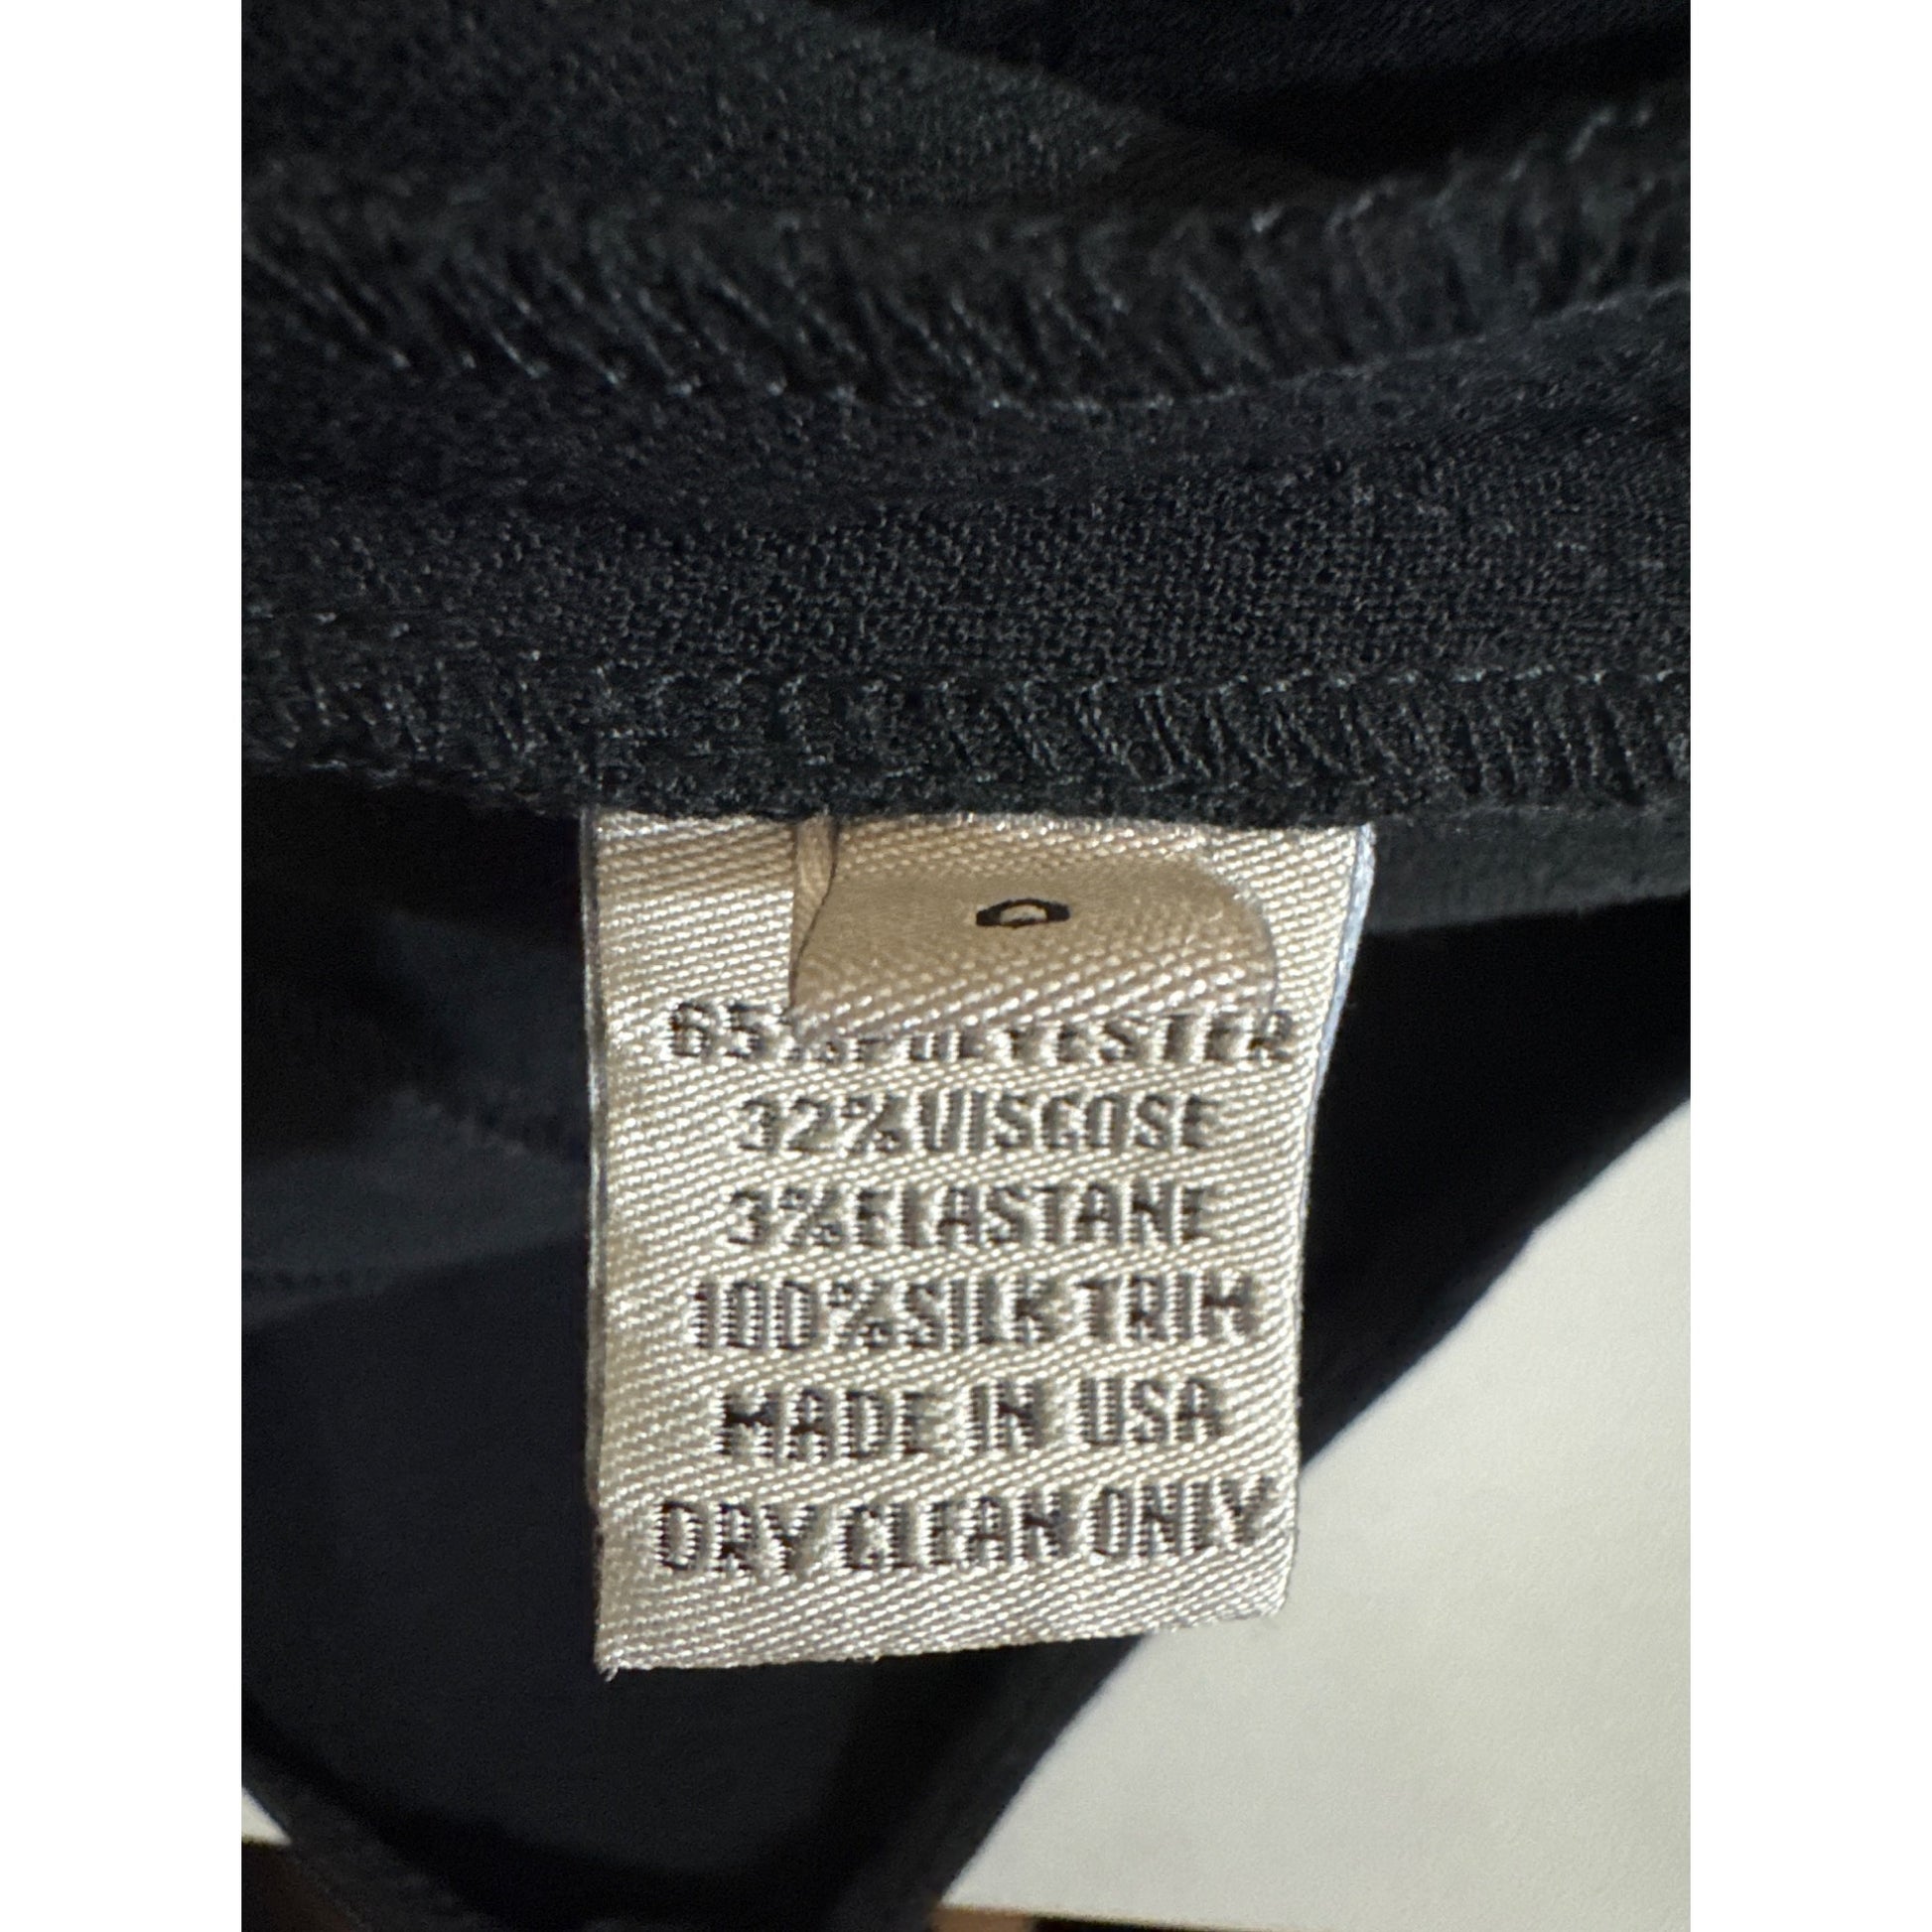 0
65% POLYESTER
32% VISCOSE
3% ELASTANE
100% SILK TRIM
MADE IN USA
DRY CLEAN ONLY